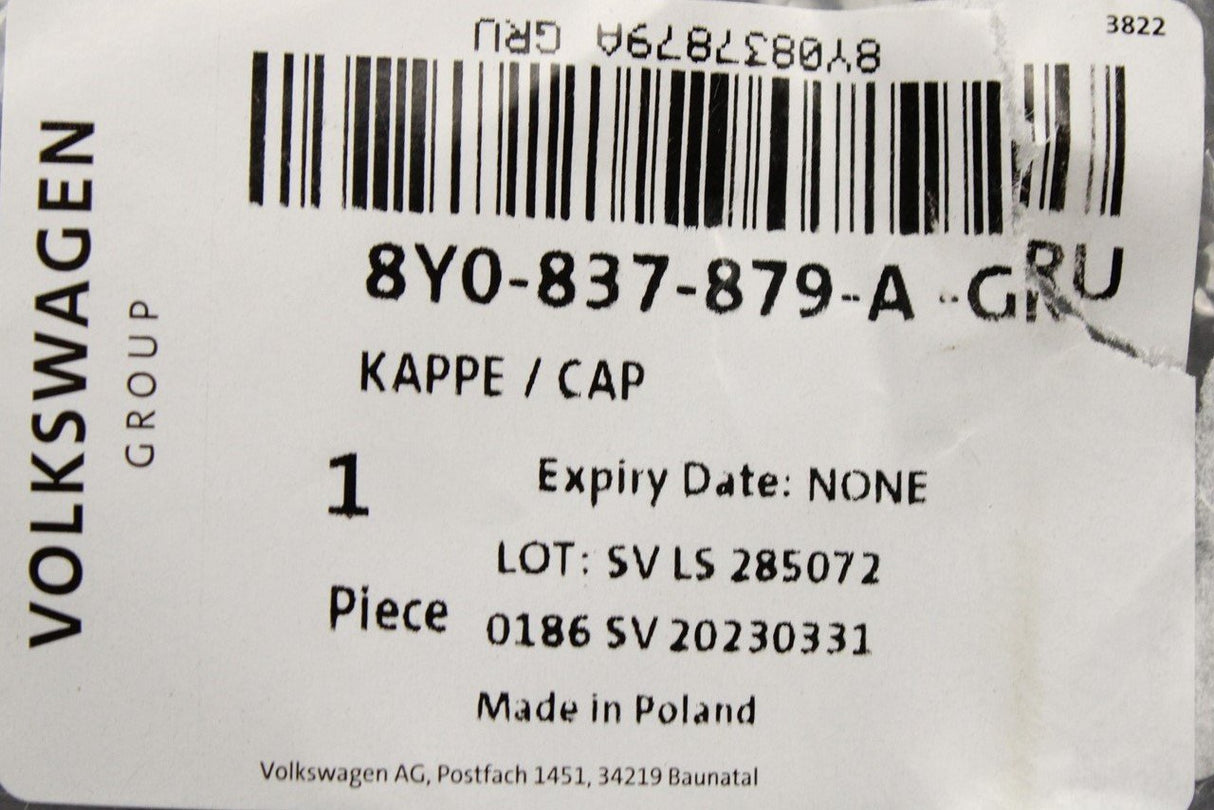 3822
8Y0837879A GRU
8Y0-837-879-A -GRU
KAPPE / CAP
1
Piece
Expiry Date: NONE
LOT: SV LS 285072
0186 SV 20230331
Made in Poland
Volkswagen AG, Postfach 1451, 34219 Baunatal
VOLKSWAGEN
GROUP